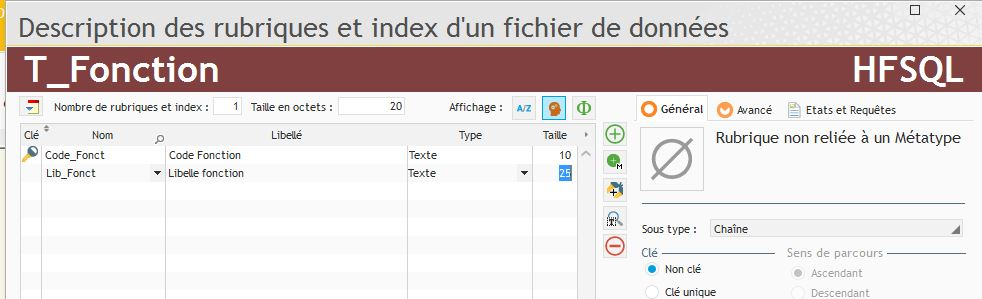 Description des rubriques et index d'un fichier de données
T_Fonction HFSQL
Nombre de rubriques et index : 1 Taille en octets : 20 Affichage : A/Z Φ Général Avancé Etats et Requêtes
Clé Nom Libellé Type Taille
Rubrique non reliée à un Métatype
Code_Fonct Code Fonction Texte 10
Lib_Fonct Libelle fonction Texte 25
Sous type : Chaîne
Clé Sens de parcours
Non clé Ascendant
Clé unique Descendant